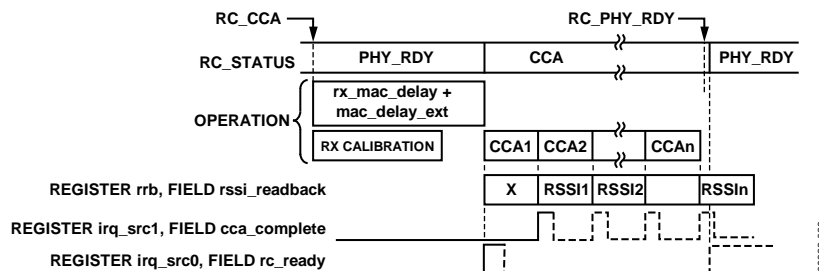 RC_CCA
RC_PHY_RDY
RC_STATUS
PHY_RDY
CCA
PHY_RDY
OPERATION
rx_mac_delay +
mac_delay_ext
RX CALIBRATION
CCA1
CCA2
CCAn
REGISTER rrb, FIELD rssi_readback
X
RSSI1
RSSI2
RSSIn
REGISTER irq_src1, FIELD cca_complete
REGISTER irq_src0, FIELD rc_ready